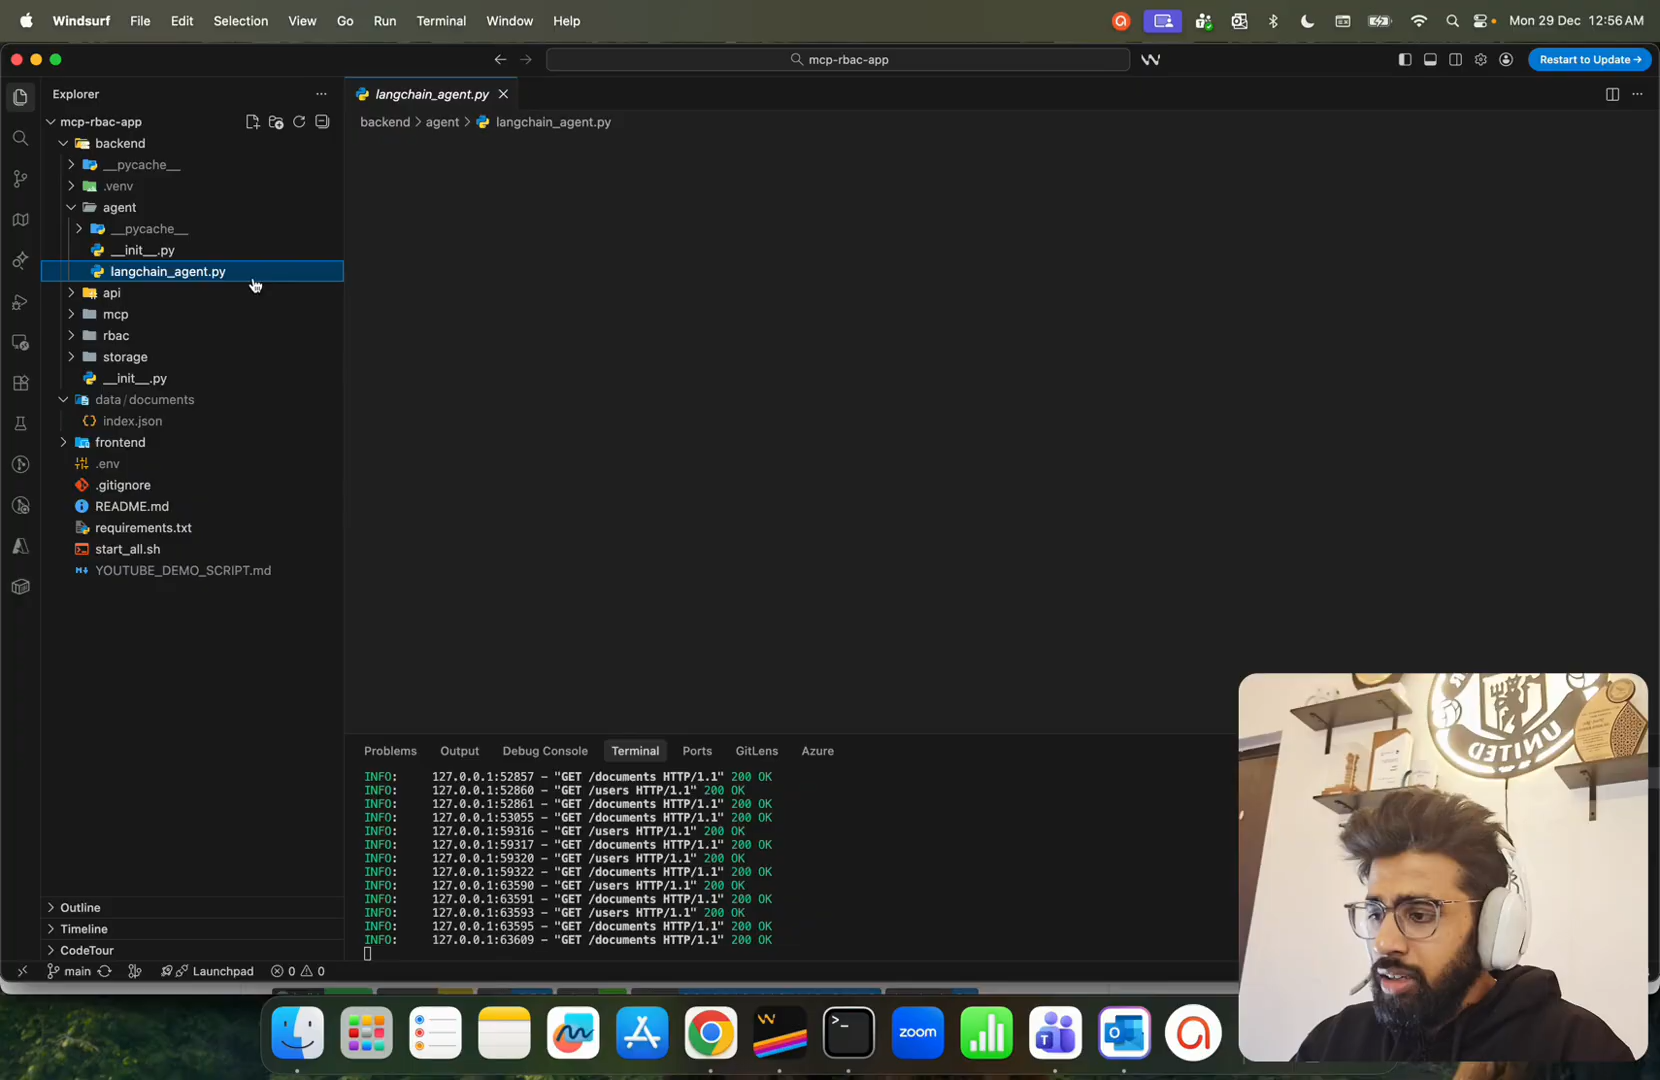 Windsurf File Edit Selection View Go Run Terminal Window Help
Mon 29 Dec 12:56 AM
mcp-rbac-app
Restart to Update →
Explorer
langchain_agent.py
mcp-rbac-app
backend > agent > langchain_agent.py
backend
__pycache__
.venv
agent
__pycache__
__init__.py
langchain_agent.py
api
mcp
rbac
storage
__init__.py
data / documents
index.json
frontend
.env
.gitignore
README.md
requirements.txt
start_all.sh
YOUTUBE_DEMO_SCRIPT.md
Problems Output Debug Console Terminal Ports GitLens Azure
INFO: 127.0.0.1:52857 - "GET /documents HTTP/1.1" 200 OK
INFO: 127.0.0.1:52860 - "GET /users HTTP/1.1" 200 OK
INFO: 127.0.0.1:52861 - "GET /documents HTTP/1.1" 200 OK
INFO: 127.0.0.1:53055 - "GET /documents HTTP/1.1" 200 OK
INFO: 127.0.0.1:59316 - "GET /users HTTP/1.1" 200 OK
INFO: 127.0.0.1:59317 - "GET /documents HTTP/1.1" 200 OK
INFO: 127.0.0.1:59320 - "GET /users HTTP/1.1" 200 OK
INFO: 127.0.0.1:59322 - "GET /documents HTTP/1.1" 200 OK
INFO: 127.0.0.1:63590 - "GET /users HTTP/1.1" 200 OK
INFO: 127.0.0.1:63591 - "GET /documents HTTP/1.1" 200 OK
INFO: 127.0.0.1:63593 - "GET /users HTTP/1.1" 200 OK
INFO: 127.0.0.1:63595 - "GET /documents HTTP/1.1" 200 OK
INFO: 127.0.0.1:63609 - "GET /documents HTTP/1.1" 200 OK
Outline
Timeline
CodeTour
main Launchpad 0 0
zoom
UNITED